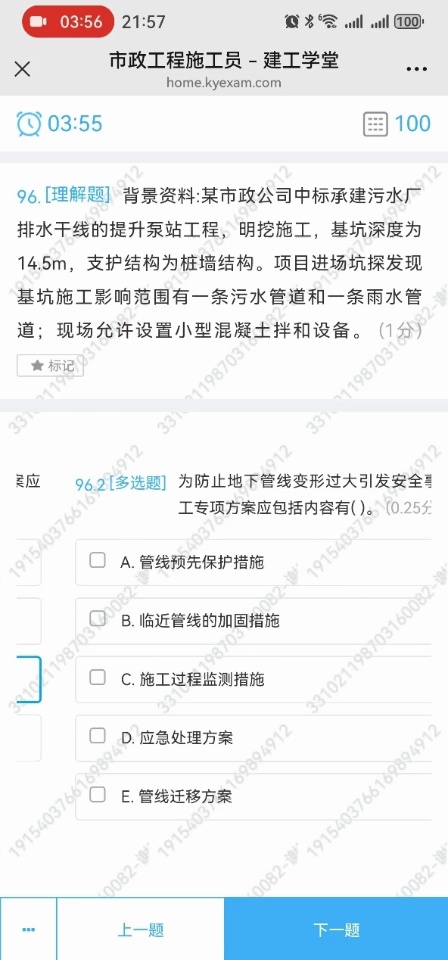 03:56 21:57 100
市政工程施工员 - 建工学堂
home.kyexam.com
03:55 100
96. [理解题] 背景资料:某市政公司中标承建污水厂
排水干线的提升泵站工程，明挖施工，基坑深度为
14.5m，支护结构为桩墙结构。项目进场坑探发现
基坑施工影响范围有一条污水管道和一条雨水管
道；现场允许设置小型混凝土拌和设备。(1分)
★ 标记
案应
96.2 [多选题] 为防止地下管线变形过大引发安全事
工专项方案应包括内容有( )。(0.25分
A. 管线预先保护措施
B. 临近管线的加固措施
C. 施工过程监测措施
D. 应急处理方案
E. 管线迁移方案
上一题 下一题